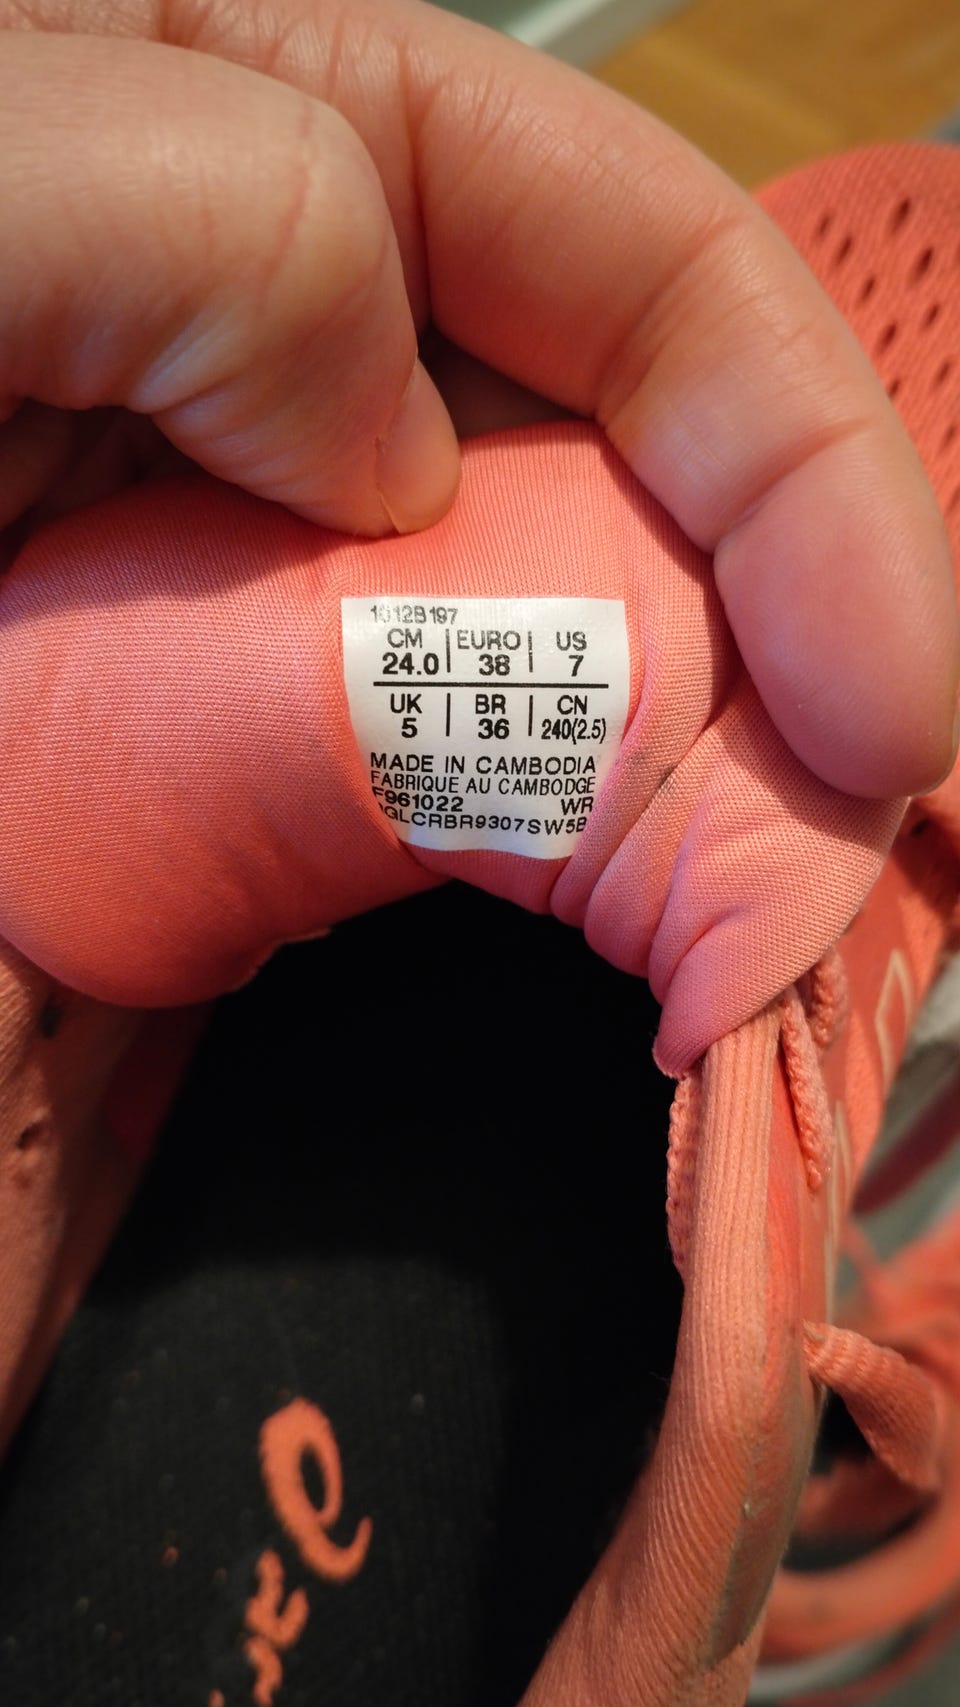 1012B197
CM | EURO | US
24.0 | 38 | 7
UK | BR | CN
5 | 36 | 240(2.5)
MADE IN CAMBODIA
FABRIQUE AU CAMBODGE
F961022 WR
GLCRBR9307SW5B